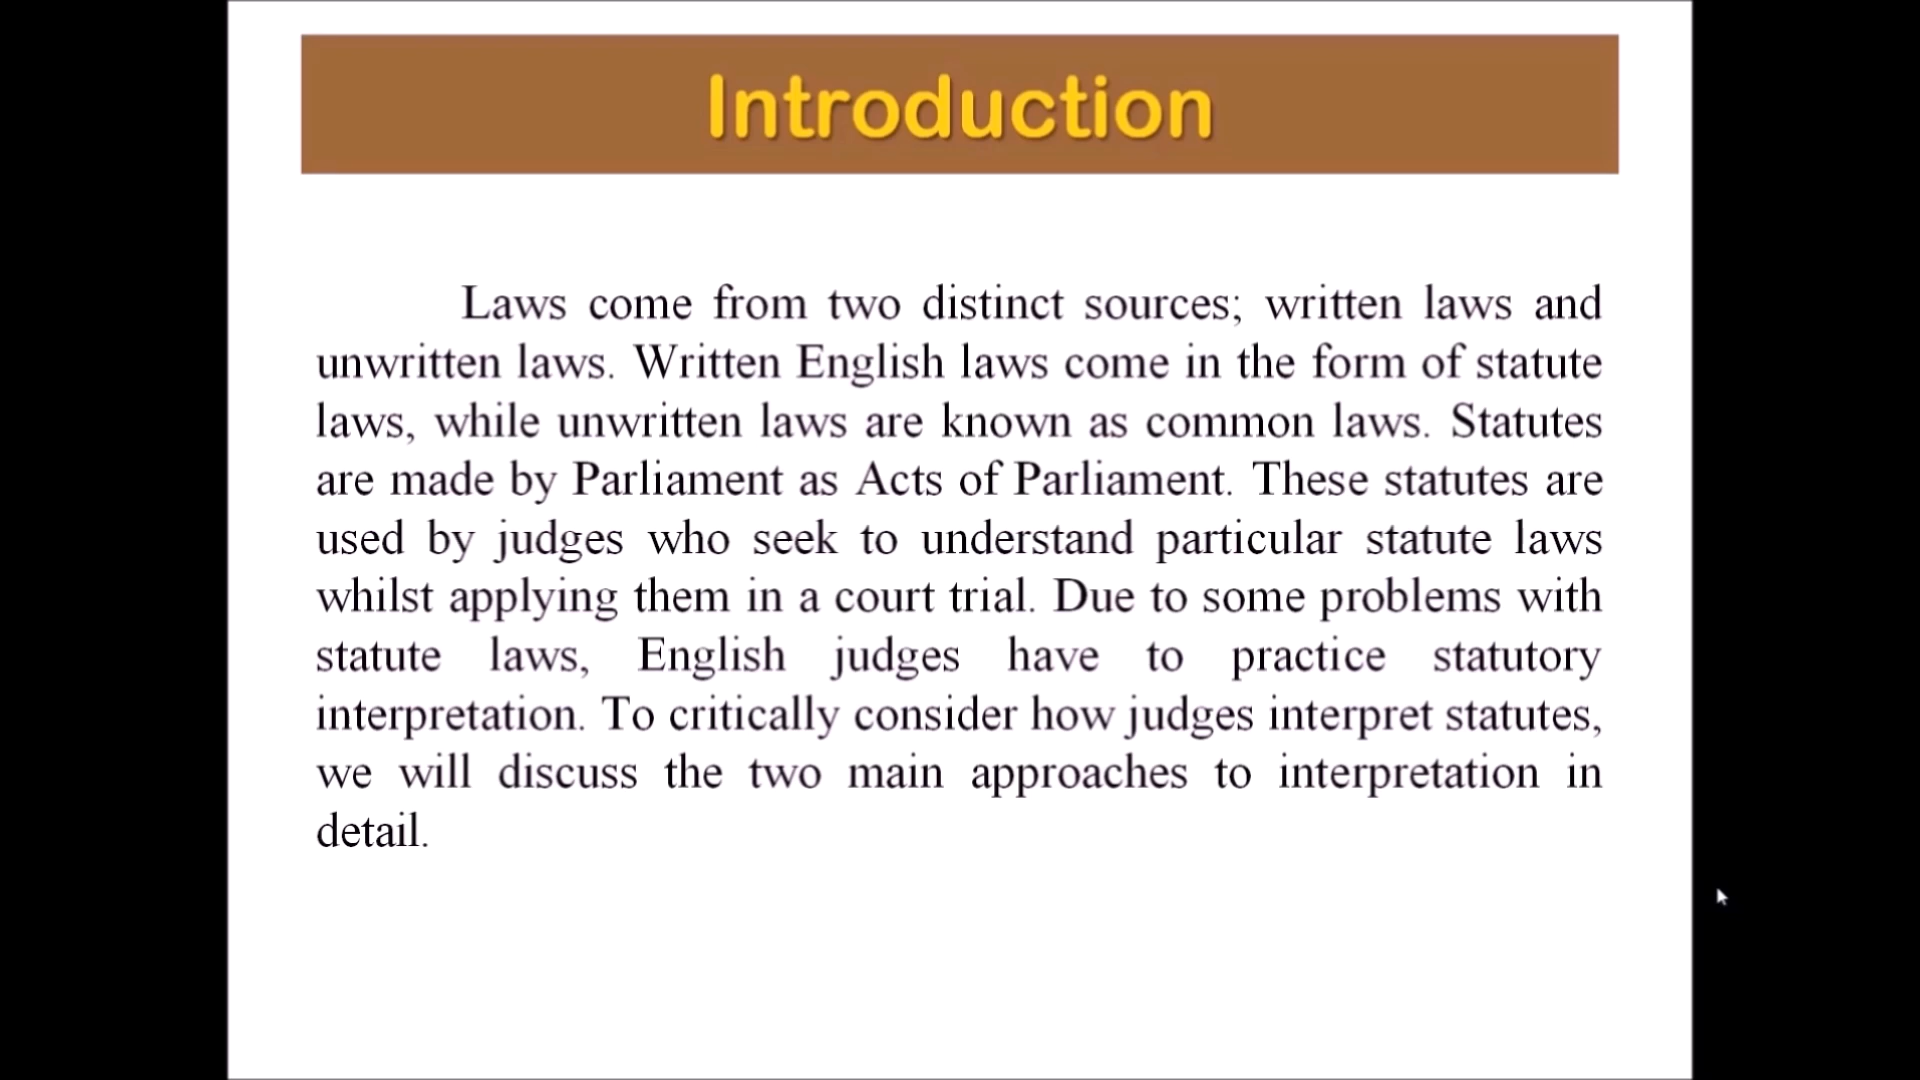 Introduction
Laws come from two distinct sources; written laws and
unwritten laws. Written English laws come in the form of statute
laws, while unwritten laws are known as common laws. Statutes
are made by Parliament as Acts of Parliament. These statutes are
used by judges who seek to understand particular statute laws
whilst applying them in a court trial. Due to some problems with
statute laws, English judges have to practice statutory
interpretation. To critically consider how judges interpret statutes,
we will discuss the two main approaches to interpretation in
detail.